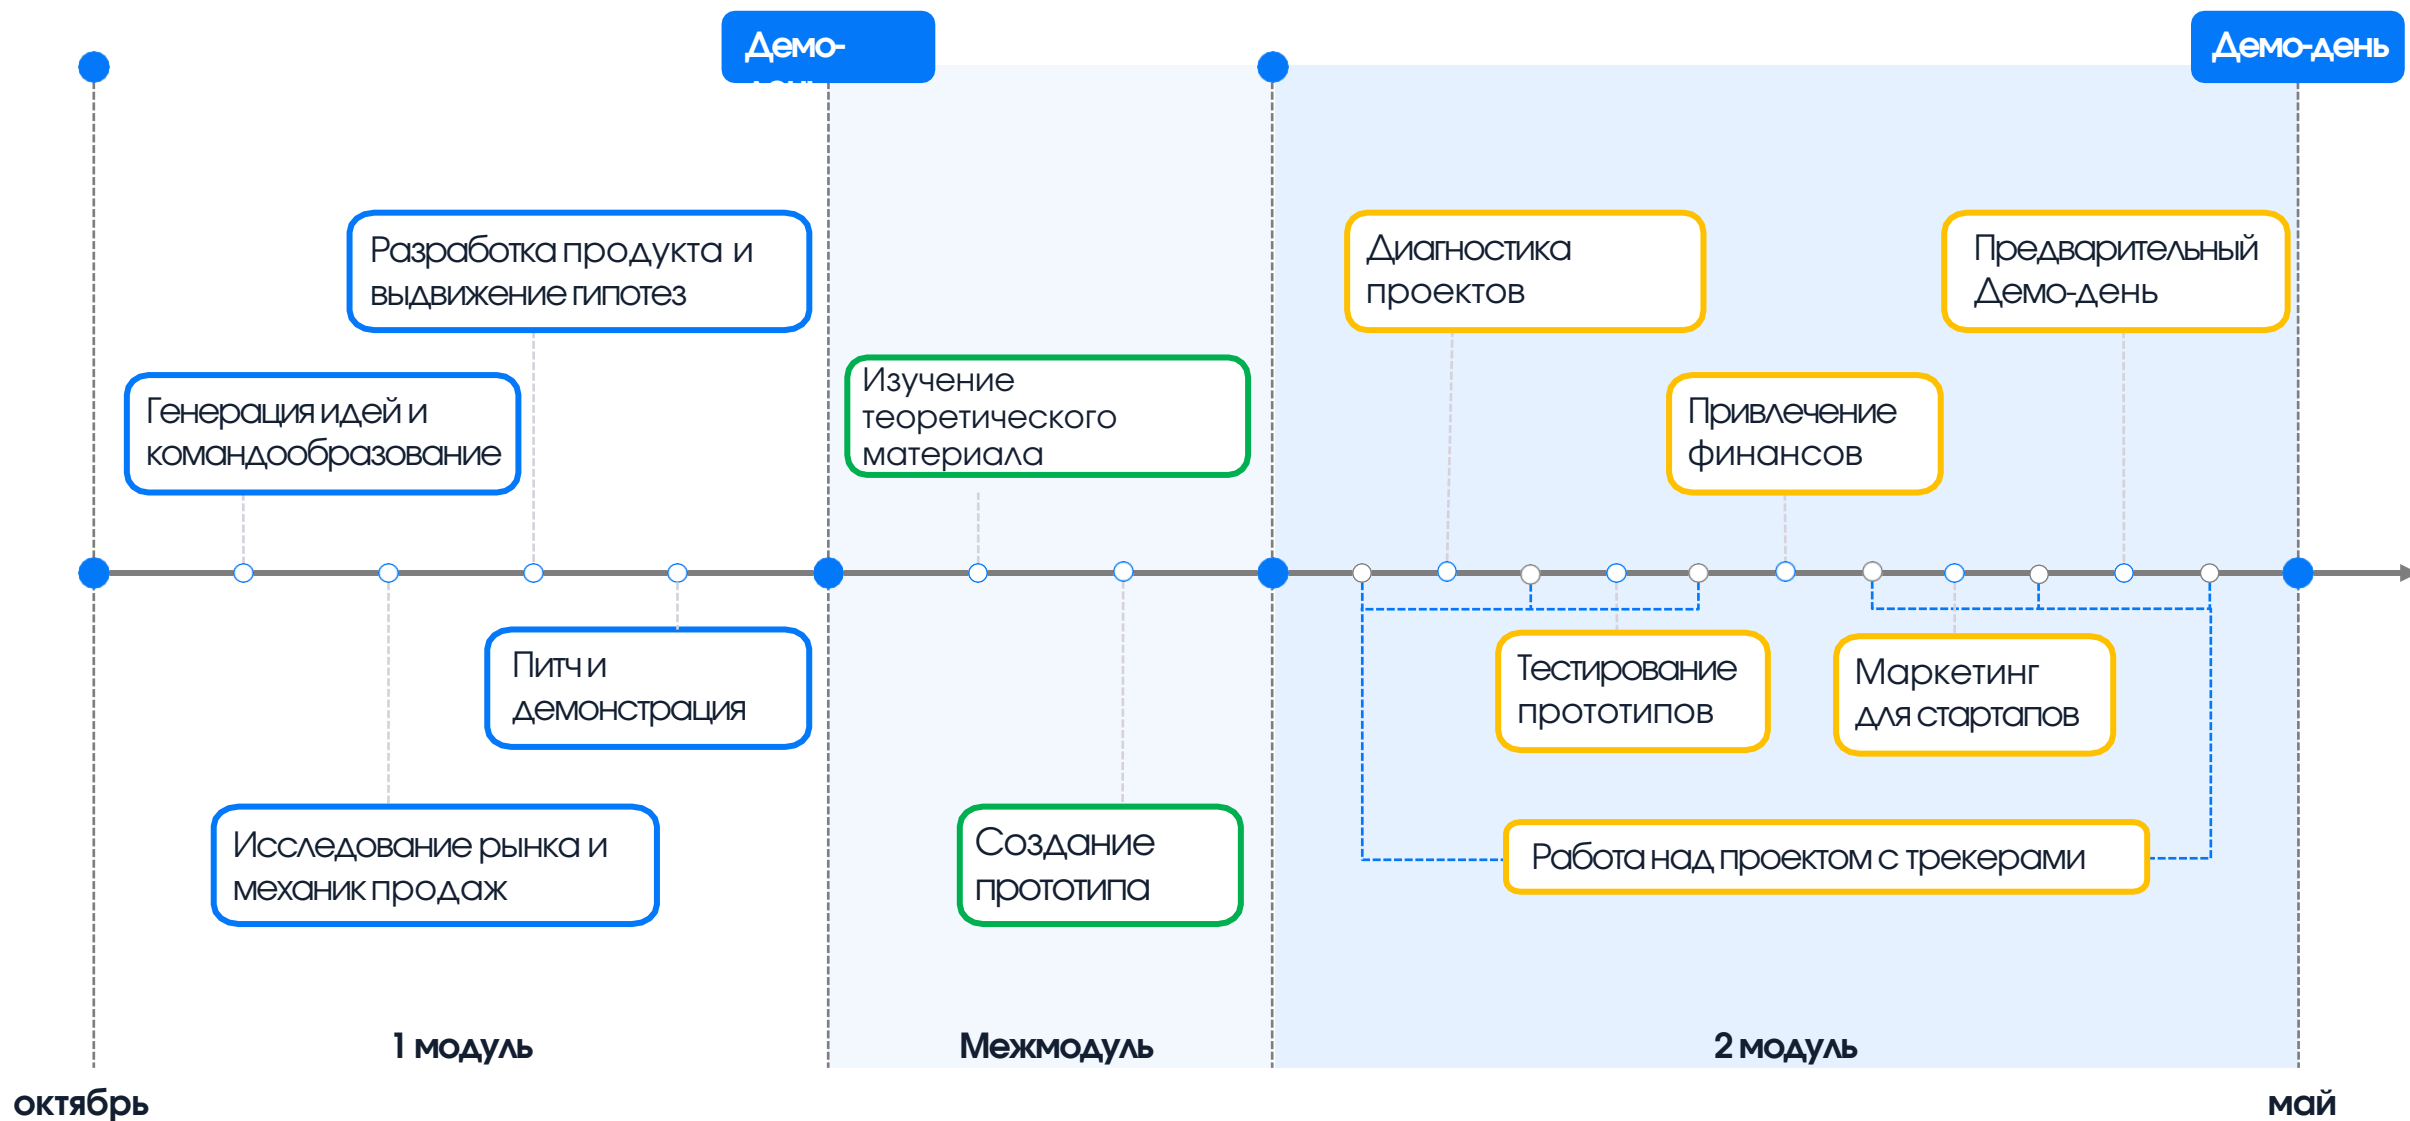 Демо-
Демо-день
Разработка продукта и
выдвижение гипотез
Диагностика
проектов
Предварительный
Демо-день
Генерация идей и
командообразование
Изучение
теоретического
материала
Привлечение
финансов
Питч и
демонстрация
Тестирование
прототипов
Маркетинг
для стартапов
Исследование рынка и
механик продаж
Создание
прототипа
Работа над проектом с трекерами
1 модуль
Межмодуль
2 модуль
октябрь
май